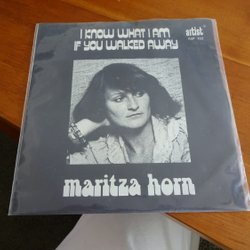 I KNOW WHAT I AM
IF YOU WALKED AWAY
artist
maritza horn